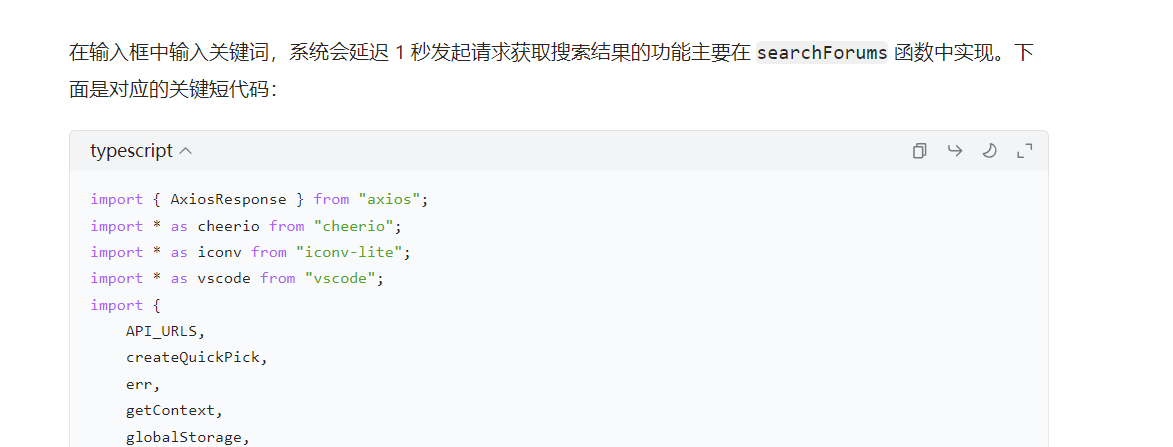 在输入框中输入关键词，系统会延迟 1 秒发起请求获取搜索结果的功能主要在 searchForums 函数中实现。下
面是对应的关键短代码：
typescript
import { AxiosResponse } from "axios";
import * as cheerio from "cheerio";
import * as iconv from "iconv-lite";
import * as vscode from "vscode";
import {
    API_URLS,
    createQuickPick,
    err,
    getContext,
    globalStorage,